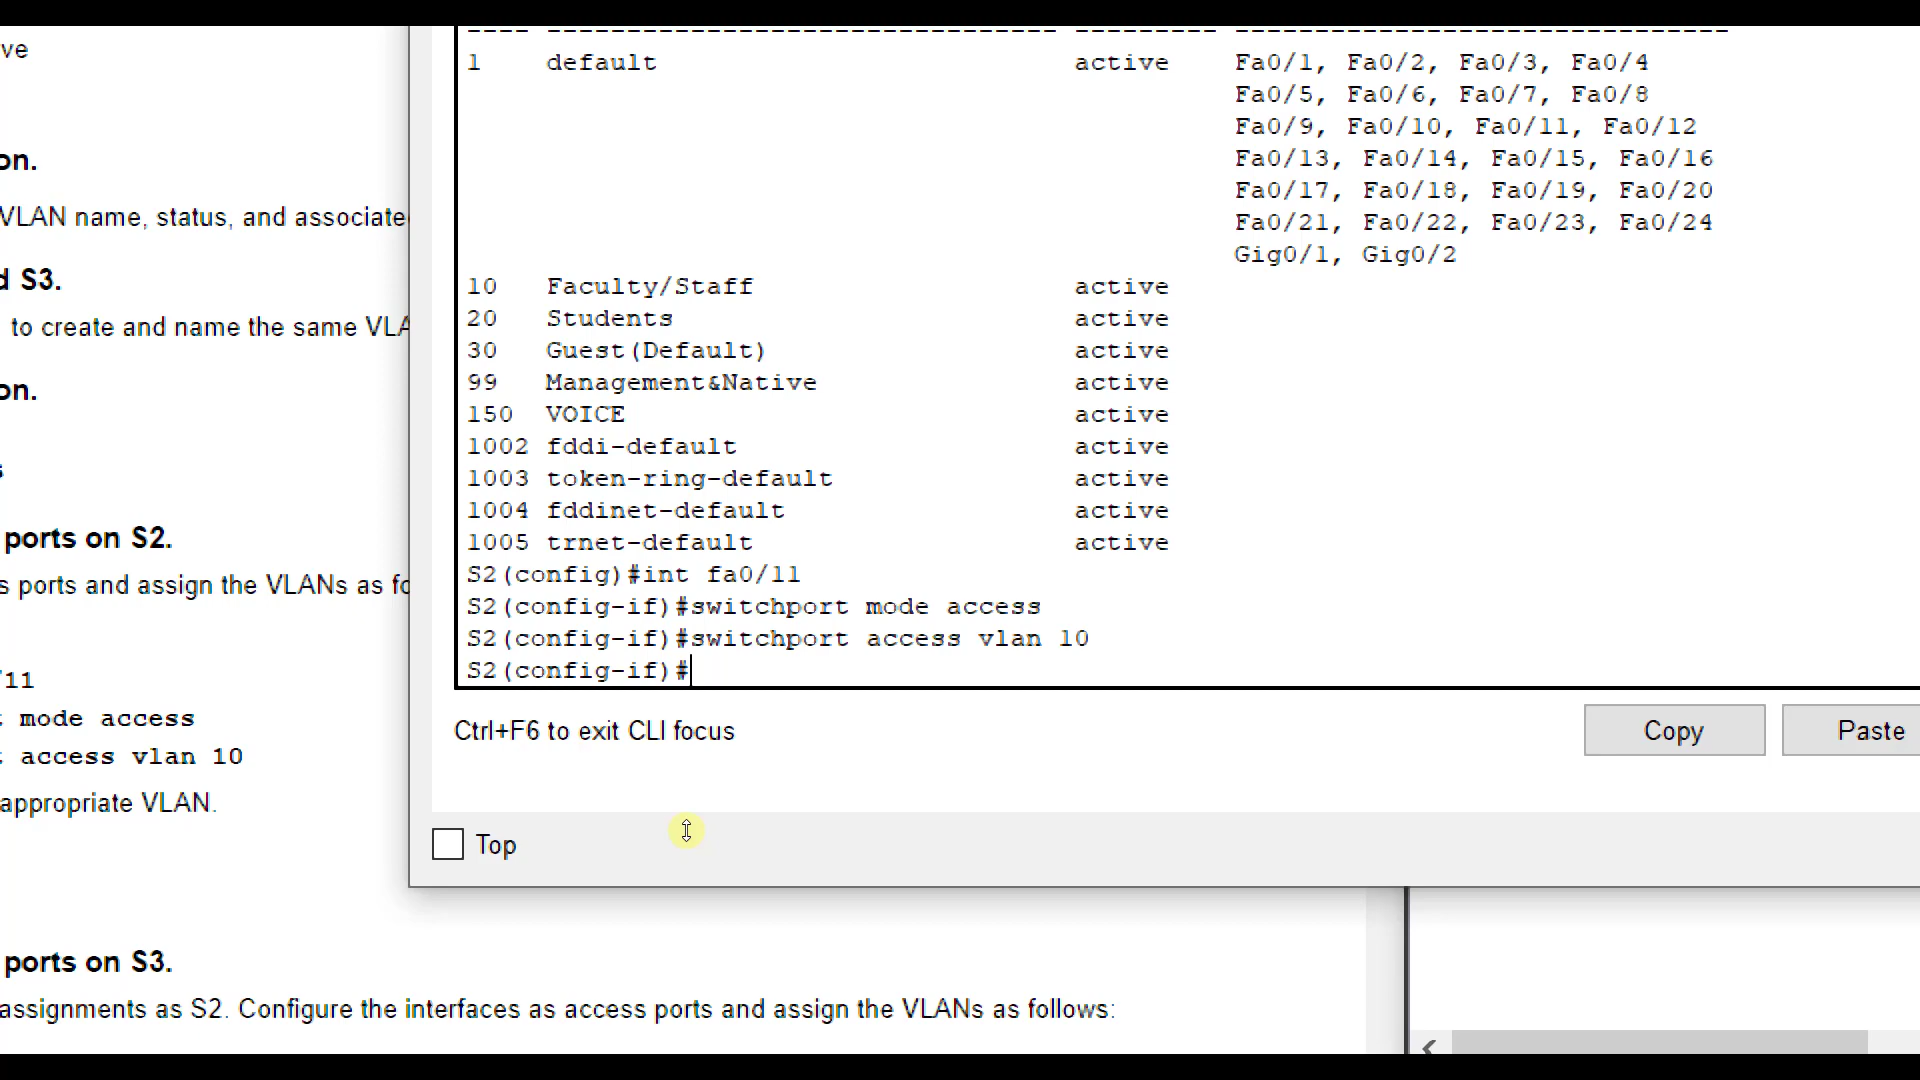 ve
on.
VLAN name, status, and associate
d S3.
to create and name the same VLA
on.
s
ports on S2.
s ports and assign the VLANs as fo
/11
t mode access
t access vlan 10
appropriate VLAN.
ports on S3.
assignments as S2. Configure the interfaces as access ports and assign the VLANs as follows:
---- -------------------------------- --------- -------------------------------
1 default active Fa0/1, Fa0/2, Fa0/3, Fa0/4
Fa0/5, Fa0/6, Fa0/7, Fa0/8
Fa0/9, Fa0/10, Fa0/11, Fa0/12
Fa0/13, Fa0/14, Fa0/15, Fa0/16
Fa0/17, Fa0/18, Fa0/19, Fa0/20
Fa0/21, Fa0/22, Fa0/23, Fa0/24
Gig0/1, Gig0/2
10 Faculty/Staff active
20 Students active
30 Guest(Default) active
99 Management&Native active
150 VOICE active
1002 fddi-default active
1003 token-ring-default active
1004 fddinet-default active
1005 trnet-default active
S2(config)#int fa0/11
S2(config-if)#switchport mode access
S2(config-if)#switchport access vlan 10
S2(config-if)#
Ctrl+F6 to exit CLI focus
Copy
Paste
Top